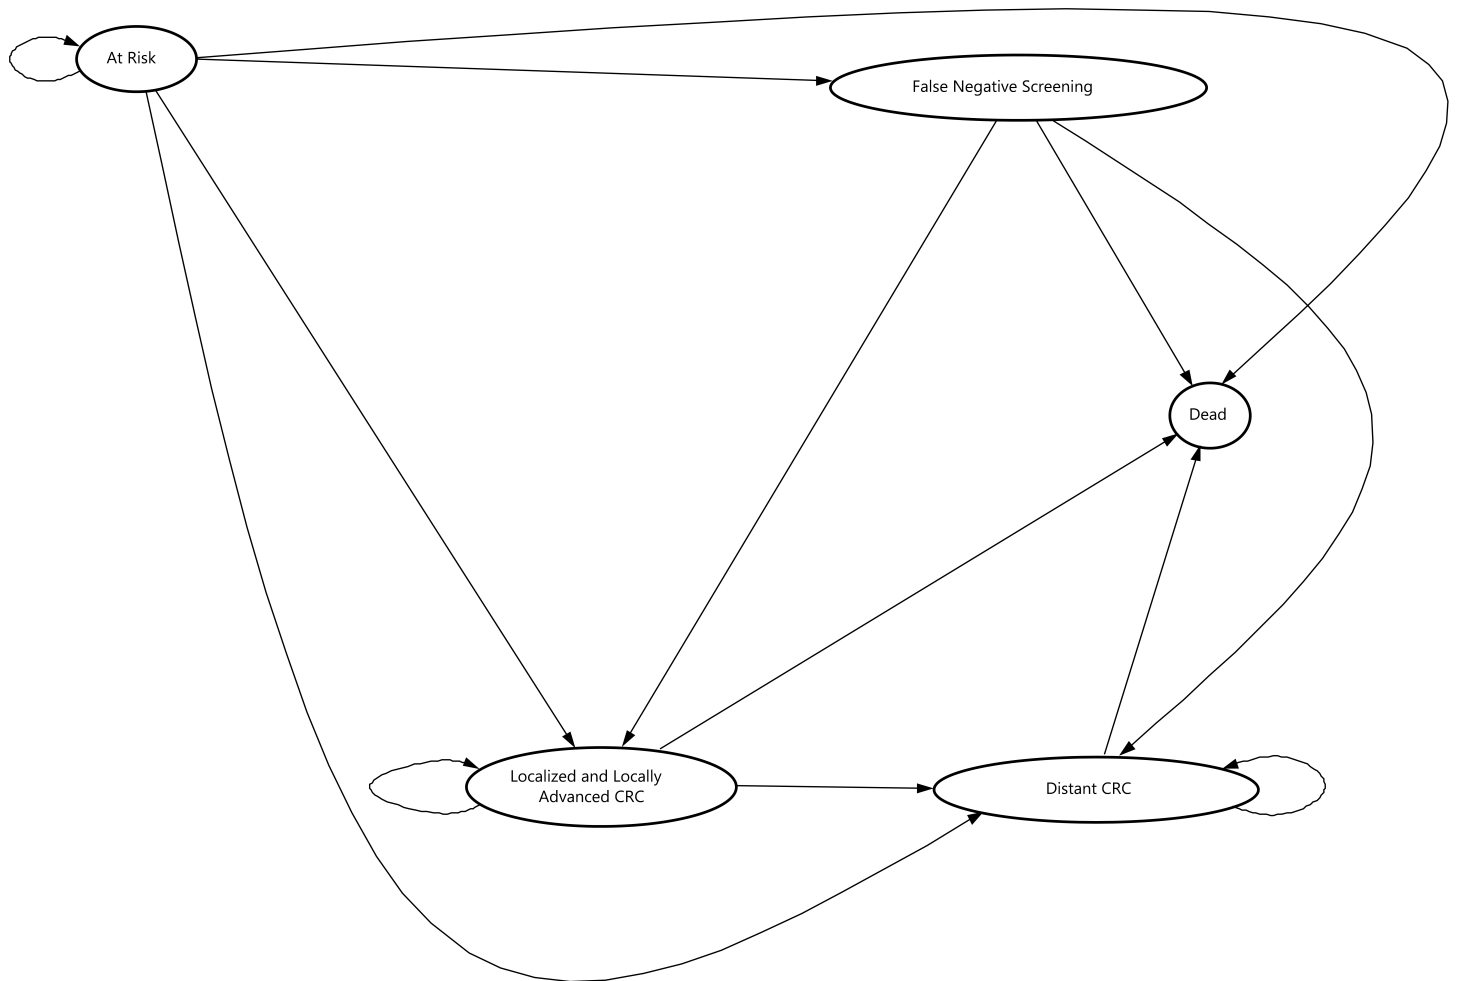 At Risk
False Negative Screening
Dead
Localized and Locally
Advanced CRC
Distant CRC